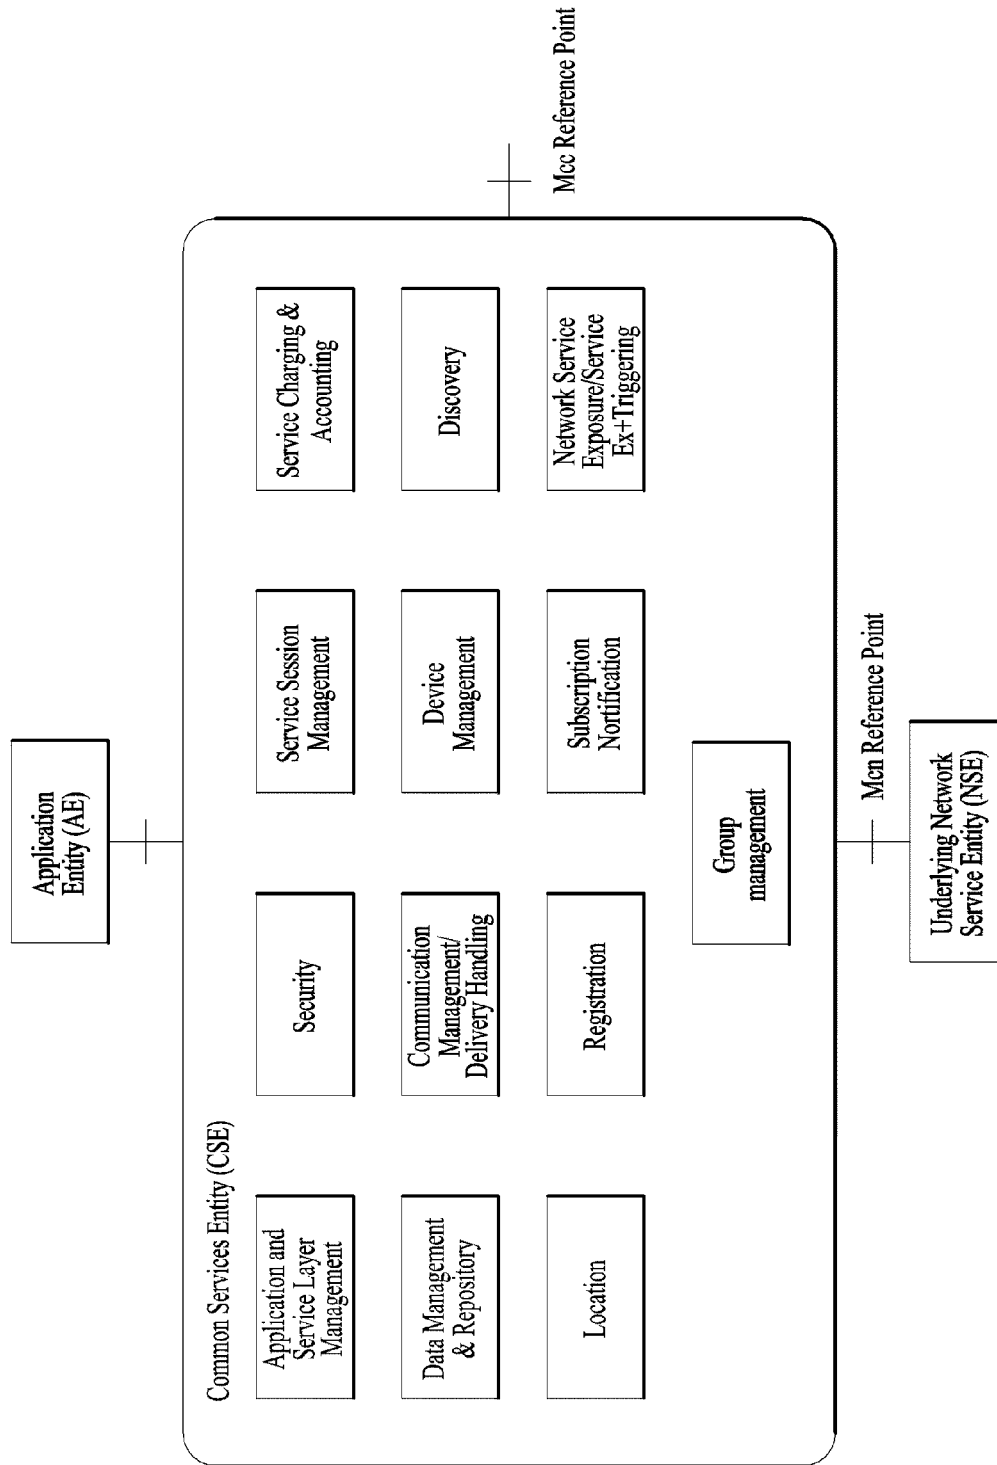 Application
Entity (AE)
Common Services Entity (CSE)
Application and
Service Layer
Management
Security
Service Session
Management
Service Charging &
Accounting
Data Management
& Repository
Communication
Management/
Delivery Handling
Device
Management
Discovery
Location
Registration
Subscription
Nortification
Network Service
Exposure/Service
Ex+Triggering
Group
management
Mcc Reference Point
Mcn Reference Point
Underlying Network
Service Entity (NSE)